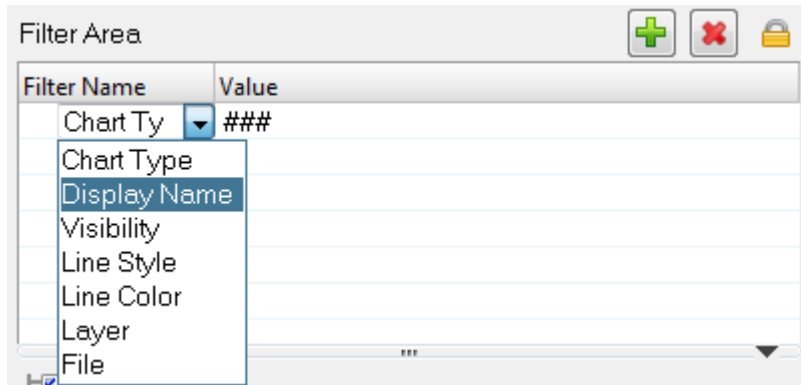 Filter Area
Filter Name Value
Chart Ty ###
Chart Type
Display Name
Visibility
Line Style
Line Color
Layer
File